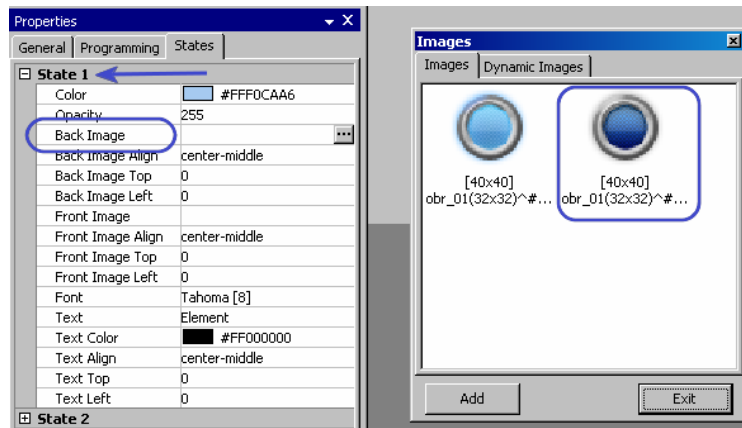 Properties
General Programming States
State 1
Color #FFF0CAA6
Opacity 255
Back Image
Back Image Align center-middle
Back Image Top 0
Back Image Left 0
Front Image
Front Image Align center-middle
Front Image Top 0
Front Image Left 0
Font Tahoma [8]
Text Element
Text Color #FF000000
Text Align center-middle
Text Top 0
Text Left 0
State 2
Images
Images Dynamic Images
[40x40] [40x40]
obr_01(32x32)^#... obr_01(32x32)^#...
Add Exit